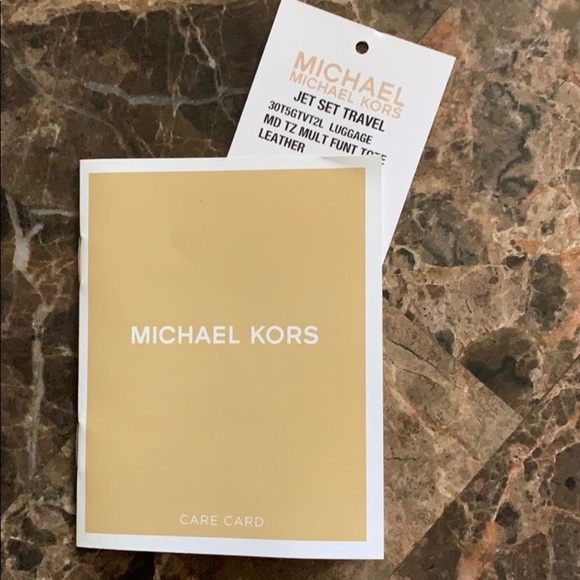 MICHAEL
MICHAEL KORS
JET SET TRAVEL
30T5GTVT2L LUGGAGE
MD TZ MULT FUNT TOTE
LEATHER
MICHAEL KORS
CARE CARD